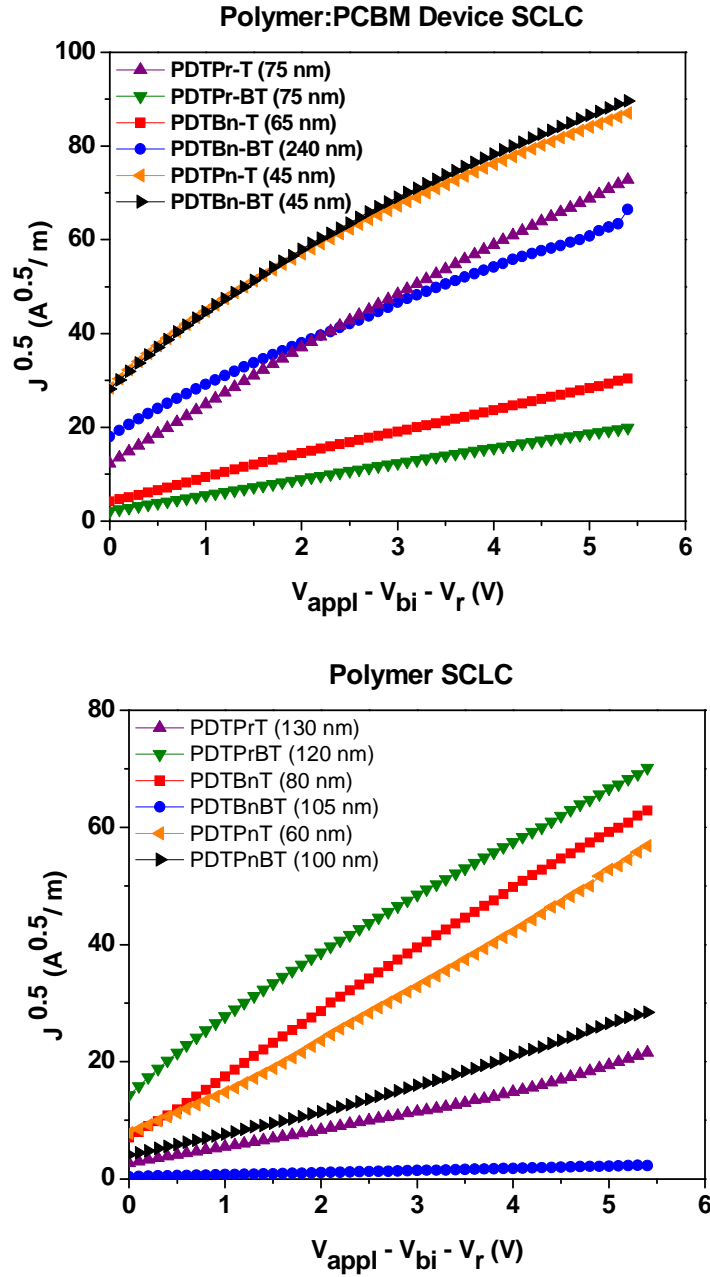 Polymer:PCBM Device SCLC
100
80
60
40
20
0
J 0.5 (A0.5/ m)
PDTPr-T (75 nm)
PDTPr-BT (75 nm)
PDTBn-T (65 nm)
PDTBn-BT (240 nm)
PDTPn-T (45 nm)
PDTBn-BT (45 nm)
0 1 2 3 4 5 6
Vappl - Vbi - Vr (V)
Polymer SCLC
80
60
40
20
0
J 0.5 (A0.5/ m)
PDTPrT (130 nm)
PDTPrBT (120 nm)
PDTBnT (80 nm)
PDTBnBT (105 nm)
PDTPnT (60 nm)
PDTPnBT (100 nm)
0 1 2 3 4 5 6
Vappl - Vbi - Vr (V)